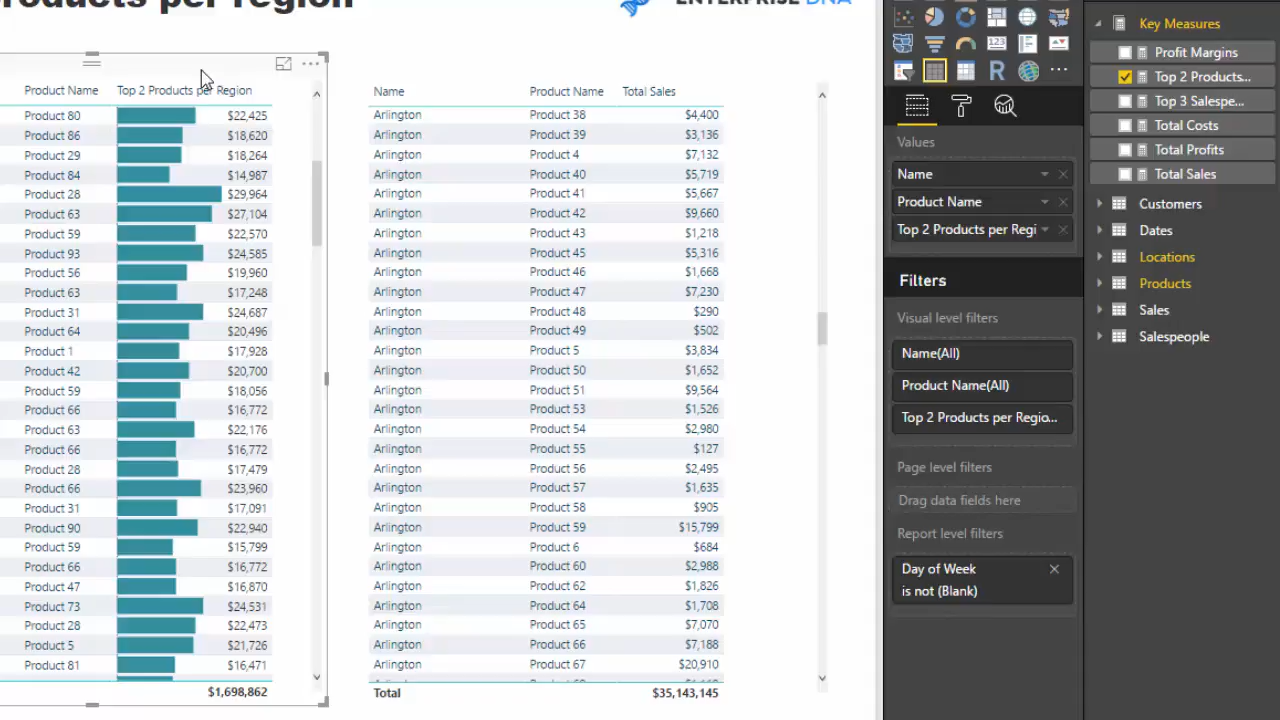 products per region
ENTERPRISE DNA
Product Name Top 2 Products per Region
Product 80 $22,425
Product 86 $18,620
Product 29 $18,264
Product 84 $14,987
Product 28 $29,964
Product 63 $27,104
Product 59 $22,570
Product 93 $24,585
Product 56 $19,960
Product 63 $17,248
Product 31 $24,687
Product 64 $20,496
Product 1 $17,928
Product 42 $20,700
Product 59 $18,056
Product 66 $16,772
Product 63 $22,176
Product 66 $16,772
Product 28 $17,479
Product 66 $23,960
Product 31 $17,091
Product 90 $22,940
Product 59 $15,799
Product 66 $16,772
Product 47 $16,870
Product 73 $24,531
Product 28 $22,473
Product 5 $21,726
Product 81 $16,471
$1,698,862
Name Product Name Total Sales
Arlington Product 38 $4,400
Arlington Product 39 $3,136
Arlington Product 4 $7,132
Arlington Product 40 $5,719
Arlington Product 41 $5,667
Arlington Product 42 $9,660
Arlington Product 43 $1,218
Arlington Product 45 $5,316
Arlington Product 46 $1,668
Arlington Product 47 $7,230
Arlington Product 48 $290
Arlington Product 49 $502
Arlington Product 5 $3,834
Arlington Product 50 $1,652
Arlington Product 51 $9,564
Arlington Product 53 $1,526
Arlington Product 54 $2,980
Arlington Product 55 $127
Arlington Product 56 $2,495
Arlington Product 57 $1,635
Arlington Product 58 $905
Arlington Product 59 $15,799
Arlington Product 6 $684
Arlington Product 60 $2,988
Arlington Product 62 $1,826
Arlington Product 64 $1,708
Arlington Product 65 $7,070
Arlington Product 66 $7,188
Arlington Product 67 $20,910
Total $35,143,145
123
R
Values
Name
Product Name
Top 2 Products per Regi
Filters
Visual level filters
Name(All)
Product Name(All)
Top 2 Products per Regio...
Page level filters
Drag data fields here
Report level filters
Day of Week
is not (Blank)
Key Measures
Profit Margins
Top 2 Products...
Top 3 Salespe...
Total Costs
Total Profits
Total Sales
Customers
Dates
Locations
Products
Sales
Salespeople